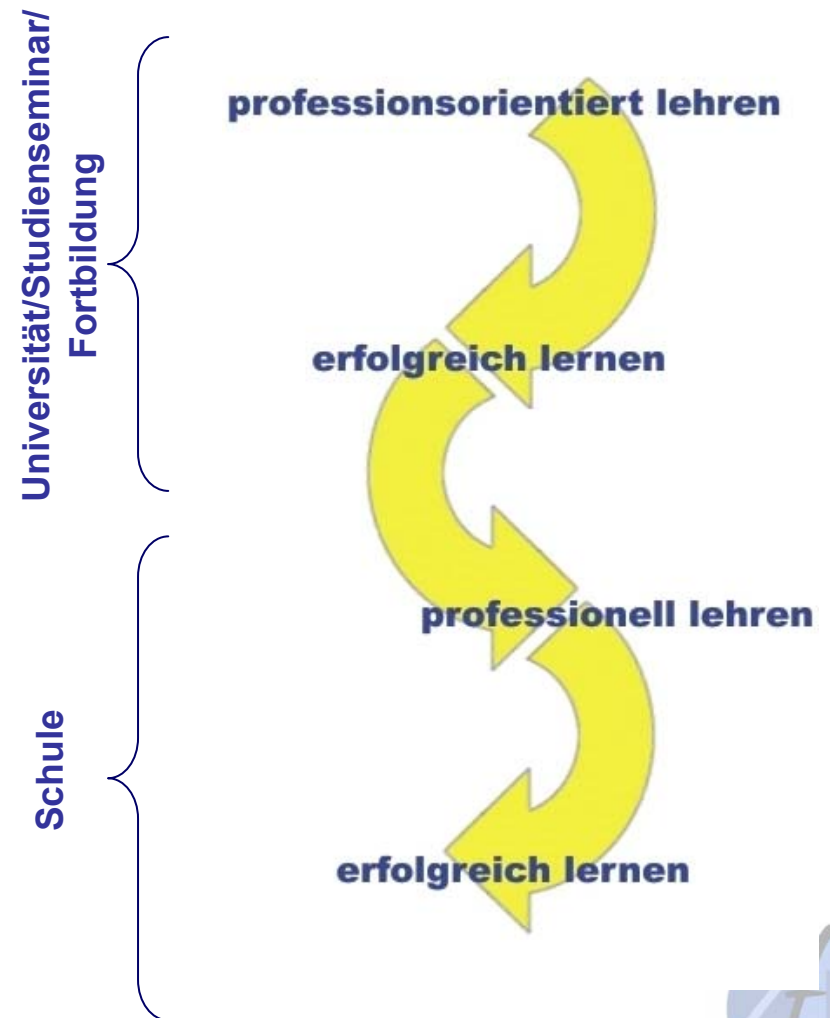 Universität/Studienseminar/
Fortbildung
professionsorientiert lehren
erfolgreich lernen
Schule
professionell lehren
erfolgreich lernen